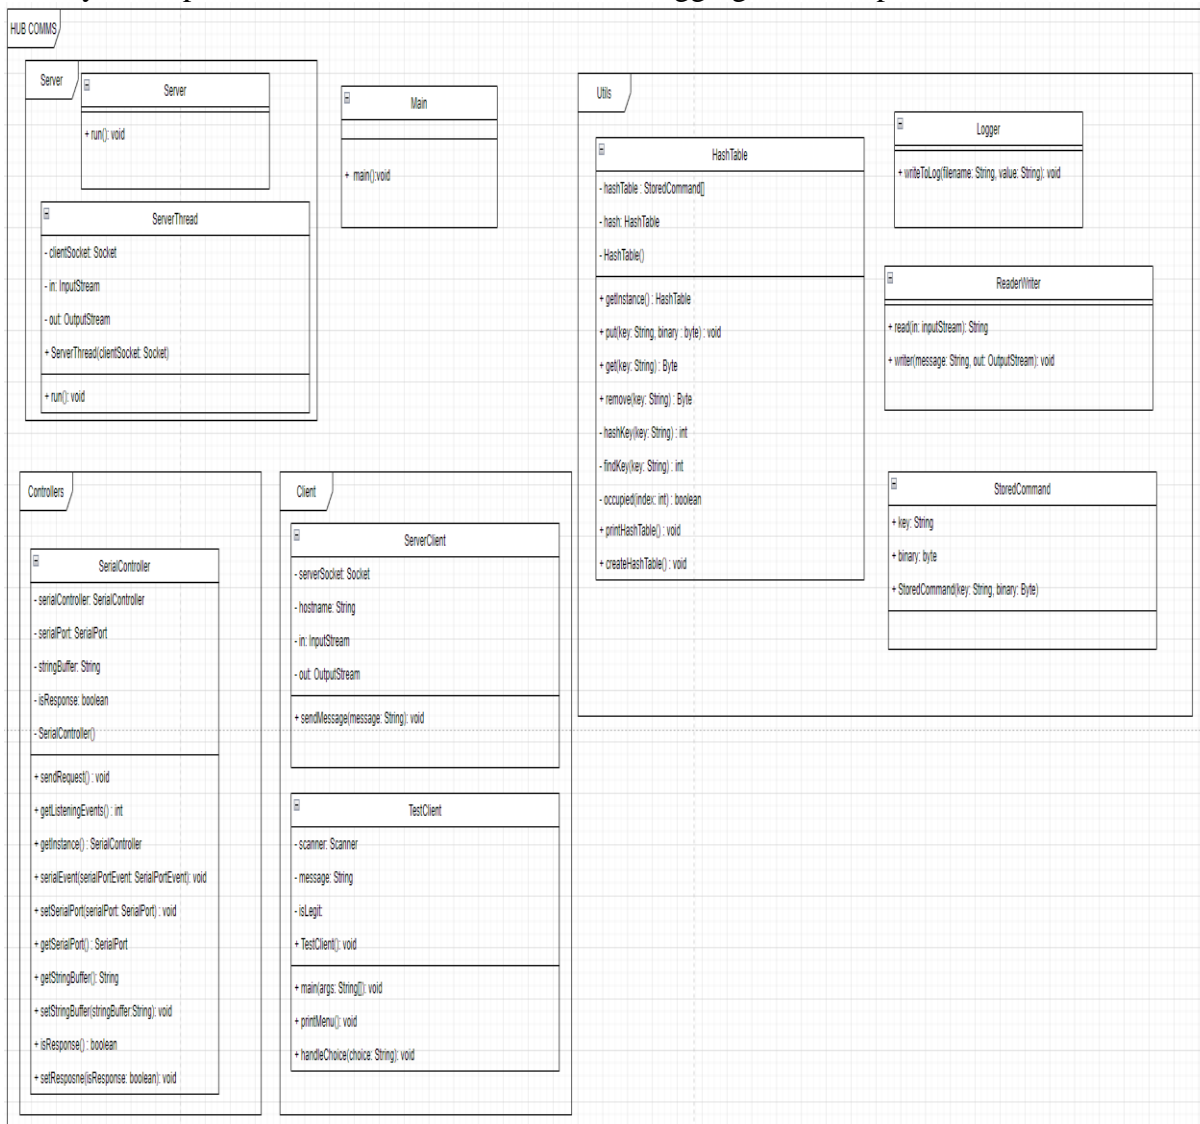 HUB COMMS
Server
Server
+ run(): void
ServerThread
- clientSocket: Socket
- in: InputStream
- out: OutputStream
+ ServerThread(clientSocket: Socket)
+ run(): void
Main
+ main():void
Utils
HashTable
- hashTable : StoredCommand[]
- hash: HashTable
- HashTable()
+ getInstance() : HashTable
+ put(key: String, binary : byte) : void
+ get(key: String) : Byte
+ remove(key: String) : Byte
- hashKey(key: String) : int
- findKey(key: String) : int
- occupied(index: int) : boolean
+ printHashTable() : void
+ createHashTable() : void
Logger
+ writeToLog(filename: String, value: String): void
ReaderWriter
+ read(in: inputStream): String
+ writer(message: String, out: OutputStream): void
StoredCommand
+ key: String
+ binary: byte
+ StoredCommand(key: String, binary: Byte)
Controllers
SerialController
- serialController: SerialController
- serialPort: SerialPort
- stringBuffer: String
- isResponse: boolean
- SerialController()
+ sendRequest() : void
+ getListeningEvents() : int
+ getInstance() : SerialController
+ serialEvent(serialPortEvent: SerialPortEvent): void
+ setSerialPort(serialPort: SerialPort) : void
+ getSerialPort() : SerialPort
+ getStringBuffer(): String
+ setStringBuffer(stringBuffer:String): void
+ isResponse() : boolean
+ setResposne(isResponse: boolean): void
Client
ServerClient
- serverSocket: Socket
- hostname: String
- in: InputStream
- out: OutputStream
+ sendMessage(message: String): void
TestClient
- scanner: Scanner
- message: String
- isLegit:
+ TestClient(): void
+ main(args: String[]): void
+ printMenu(): void
+ handleChoice(choice: String): void